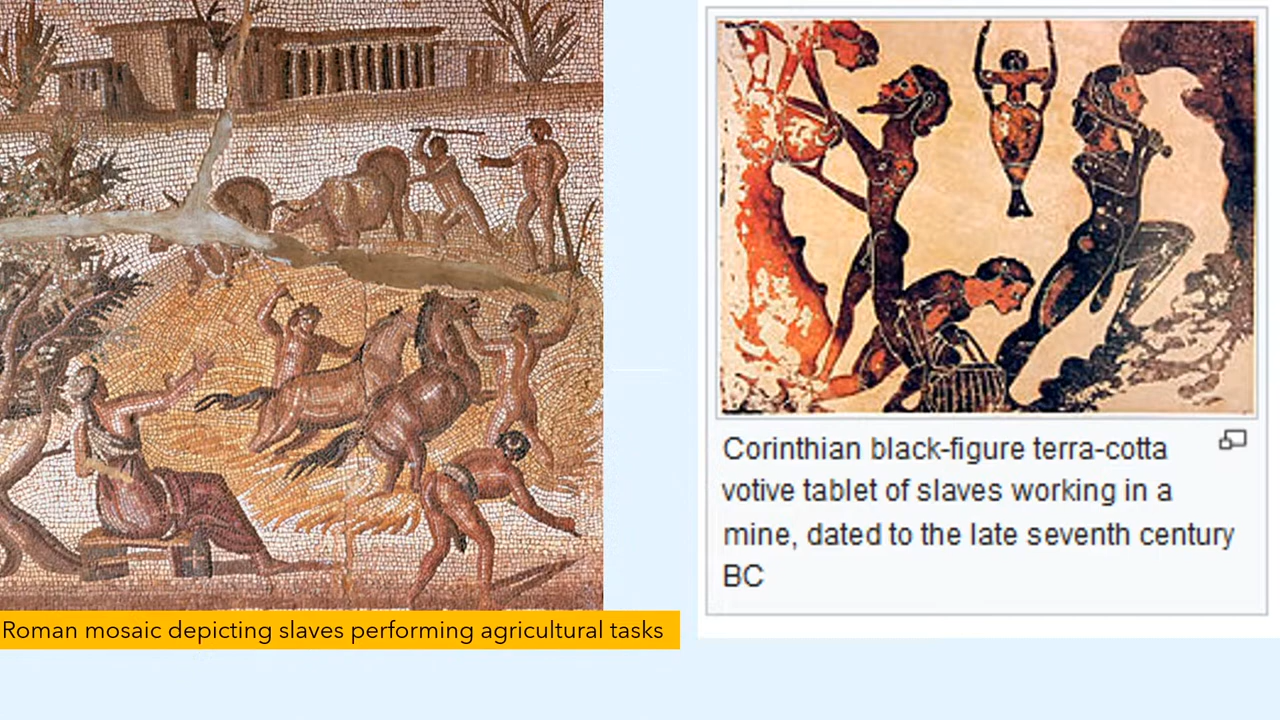 Roman mosaic depicting slaves performing agricultural tasks
Corinthian black-figure terra-cotta
votive tablet of slaves working in a
mine, dated to the late seventh century
BC